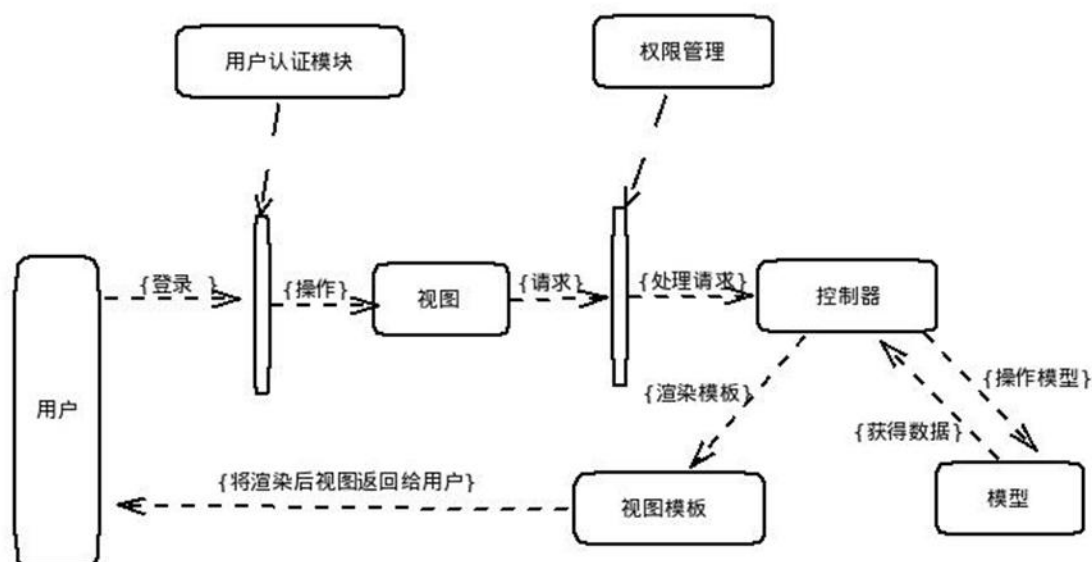 用户认证模块
权限管理
{登录 }
{操作}
视图
{请求}
{处理请求}
控制器
用户
{渲染模板}
{操作模型}
{获得数据}
{将渲染后视图返回给用户}
视图模板
模型